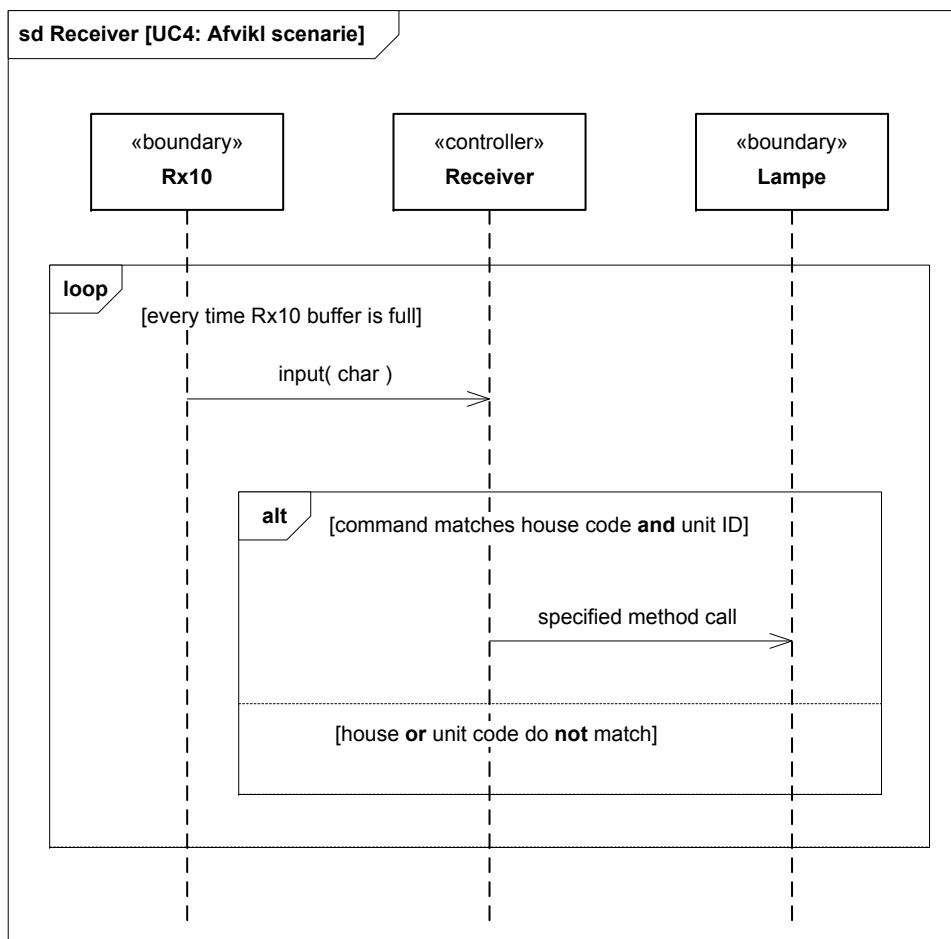 sd Receiver [UC4: Afvikl scenarie]
«boundary»
Rx10
«controller»
Receiver
«boundary»
Lampe
loop
[every time Rx10 buffer is full]
input( char )
alt
[command matches house code and unit ID]
specified method call
[house or unit code do not match]